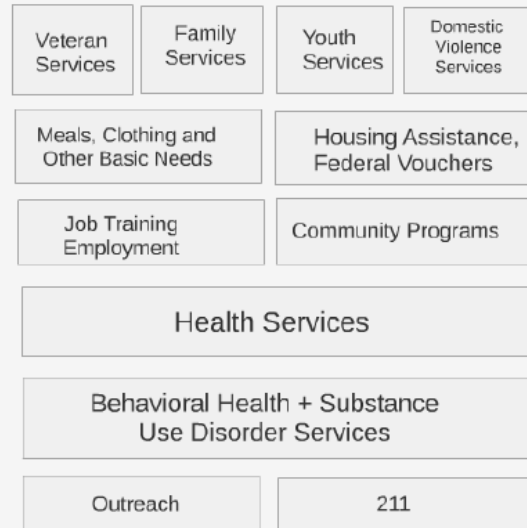 Veteran
Services
Family
Services
Youth
Services
Domestic
Violence
Services
Meals, Clothing and
Other Basic Needs
Housing Assistance,
Federal Vouchers
Job Training
Employment
Community Programs
Health Services
Behavioral Health + Substance
Use Disorder Services
Outreach
211